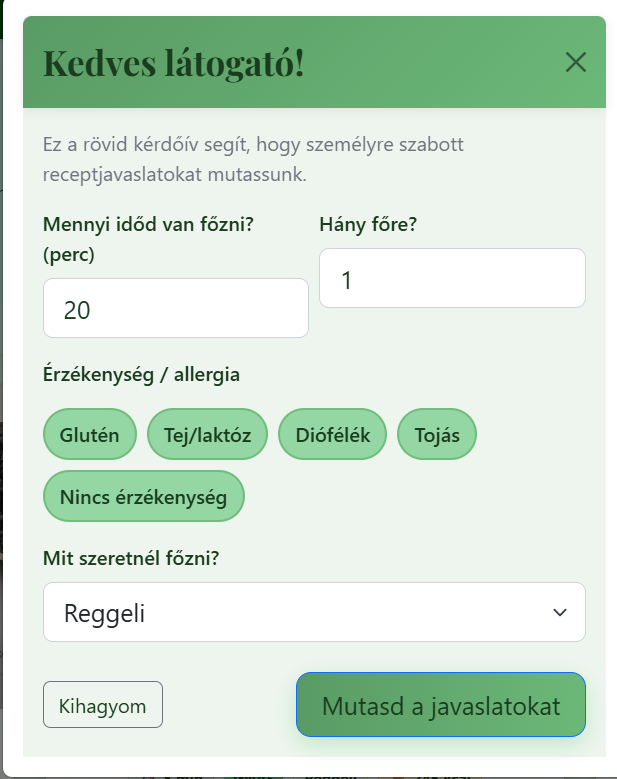 Kedves látogató!
Ez a rövid kérdőív segít, hogy személyre szabott
receptjavaslatokat mutassunk.
Mennyi időd van főzni?
(perc)
20
Hány főre?
1
Érzékenység / allergia
Glutén
Tej/laktóz
Diófélék
Tojás
Nincs érzékenység
Mit szeretnél főzni?
Reggeli
Kihagyom
Mutasd a javaslatokat